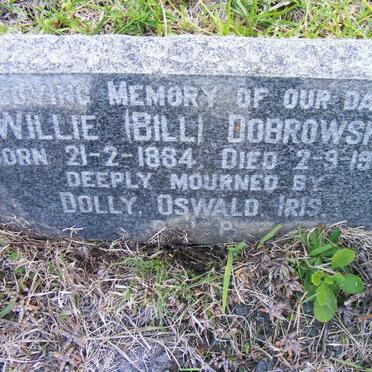 LOVING MEMORY OF OUR DA
WILLIE (BILL) DOBROWSK
BORN 21-2-1884. DIED 2-9-19
DEEPLY MOURNED BY
DOLLY, OSWALD, IRIS
P